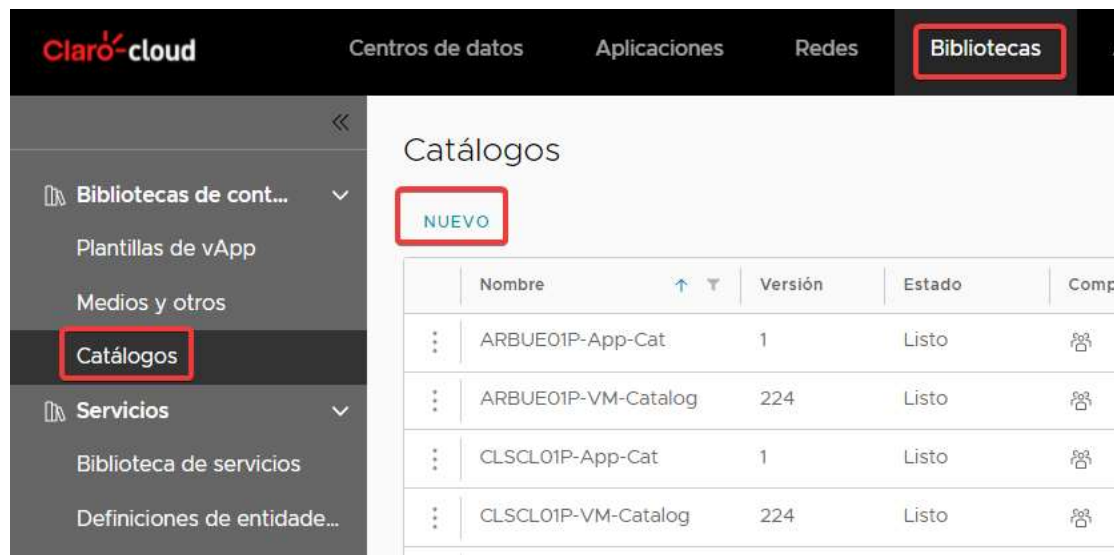 Claro-cloud Centros de datos Aplicaciones Redes Bibliotecas
Catálogos
Bibliotecas de cont...
NUEVO
Plantillas de vApp
Nombre Versión Estado Comp
Medios y otros
ARBUE01P-App-Cat 1 Listo
Catálogos
ARBUE01P-VM-Catalog 224 Listo
Servicios
CLSCL01P-App-Cat 1 Listo
Biblioteca de servicios
CLSCL01P-VM-Catalog 224 Listo
Definiciones de entidade...